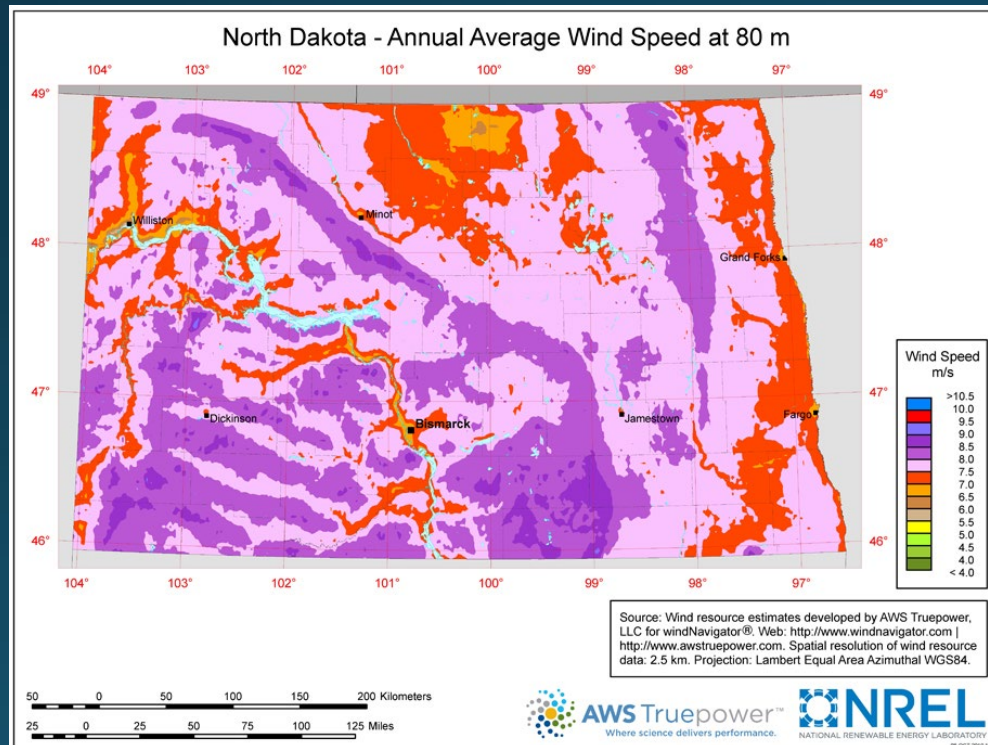 North Dakota - Annual Average Wind Speed at 80 m
104° 103° 102° 101° 100° 99° 98° 97°
49° 49°
Minot
Williston
48° 48°
Grand Forks
Wind Speed
m/s
>10.5
10.0
9.5
9.0
8.5
8.0
7.5
7.0
6.5
6.0
5.5
5.0
4.5
4.0
< 4.0
47° 47°
Dickinson
Bismarck
Jamestown
Fargo
46° 46°
104° 103° 102° 101° 100° 99° 98° 97°
Source: Wind resource estimates developed by AWS Truepower,
LLC for windNavigator®. Web: http://www.windnavigator.com |
http://www.awstruepower.com. Spatial resolution of wind resource
data: 2.5 km. Projection: Lambert Equal Area Azimuthal WGS84.
50 0 50 100 150 200 Kilometers
25 0 25 50 75 100 125 Miles
AWS Truepower™
Where science delivers performance.
NREL
NATIONAL RENEWABLE ENERGY LABORATORY